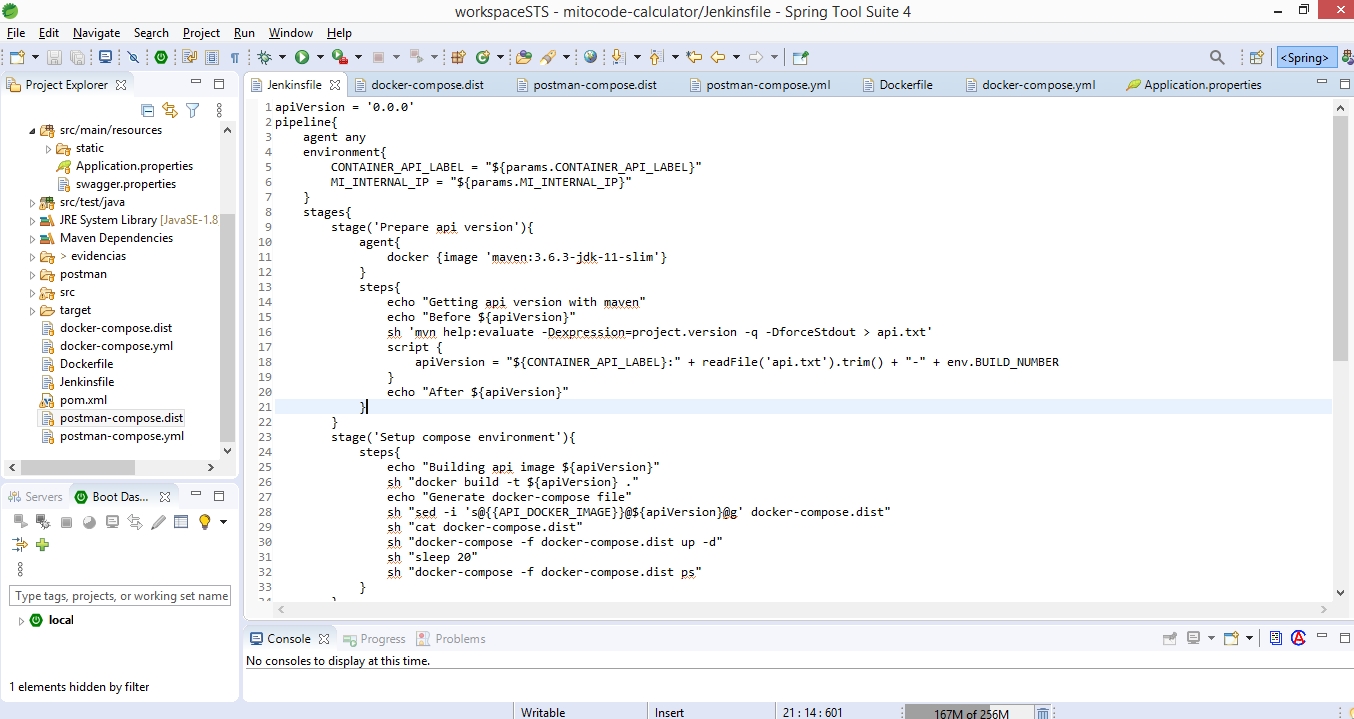 workspaceSTS - mitocode-calculator/Jenkinsfile - Spring Tool Suite 4
File Edit Navigate Search Project Run Window Help
<Spring>
Project Explorer
src/main/resources
static
Application.properties
swagger.properties
src/test/java
JRE System Library [JavaSE-1.8
Maven Dependencies
> evidencias
postman
src
target
docker-compose.dist
docker-compose.yml
Dockerfile
Jenkinsfile
pom.xml
postman-compose.dist
postman-compose.yml
Servers Boot Das...
Type tags, projects, or working set name
local
1 elements hidden by filter
Jenkinsfile docker-compose.dist postman-compose.dist postman-compose.yml Dockerfile docker-compose.yml Application.properties
1 apiVersion = '0.0.0'
2 pipeline{
3 agent any
4 environment{
5 CONTAINER_API_LABEL = "${params.CONTAINER_API_LABEL}"
6 MI_INTERNAL_IP = "${params.MI_INTERNAL_IP}"
7 }
8 stages{
9 stage('Prepare api version'){
10 agent{
11 docker {image 'maven:3.6.3-jdk-11-slim'}
12 }
13 steps{
14 echo "Getting api version with maven"
15 echo "Before ${apiVersion}"
16 sh 'mvn help:evaluate -Dexpression=project.version -q -DforceStdout > api.txt'
17 script {
18 apiVersion = "${CONTAINER_API_LABEL}:" + readFile('api.txt').trim() + "-" + env.BUILD_NUMBER
19 }
20 echo "After ${apiVersion}"
21 }
22 }
23 stage('Setup compose environment'){
24 steps{
25 echo "Building api image ${apiVersion}"
26 sh "docker build -t ${apiVersion} ."
27 echo "Generate docker-compose file"
28 sh "sed -i 's@{{API_DOCKER_IMAGE}}@${apiVersion}@g' docker-compose.dist"
29 sh "cat docker-compose.dist"
30 sh "docker-compose -f docker-compose.dist up -d"
31 sh "sleep 20"
32 sh "docker-compose -f docker-compose.dist ps"
33 }
34 }
Console Progress Problems
No consoles to display at this time.
Writable Insert 21 : 14 : 601 167M of 256M